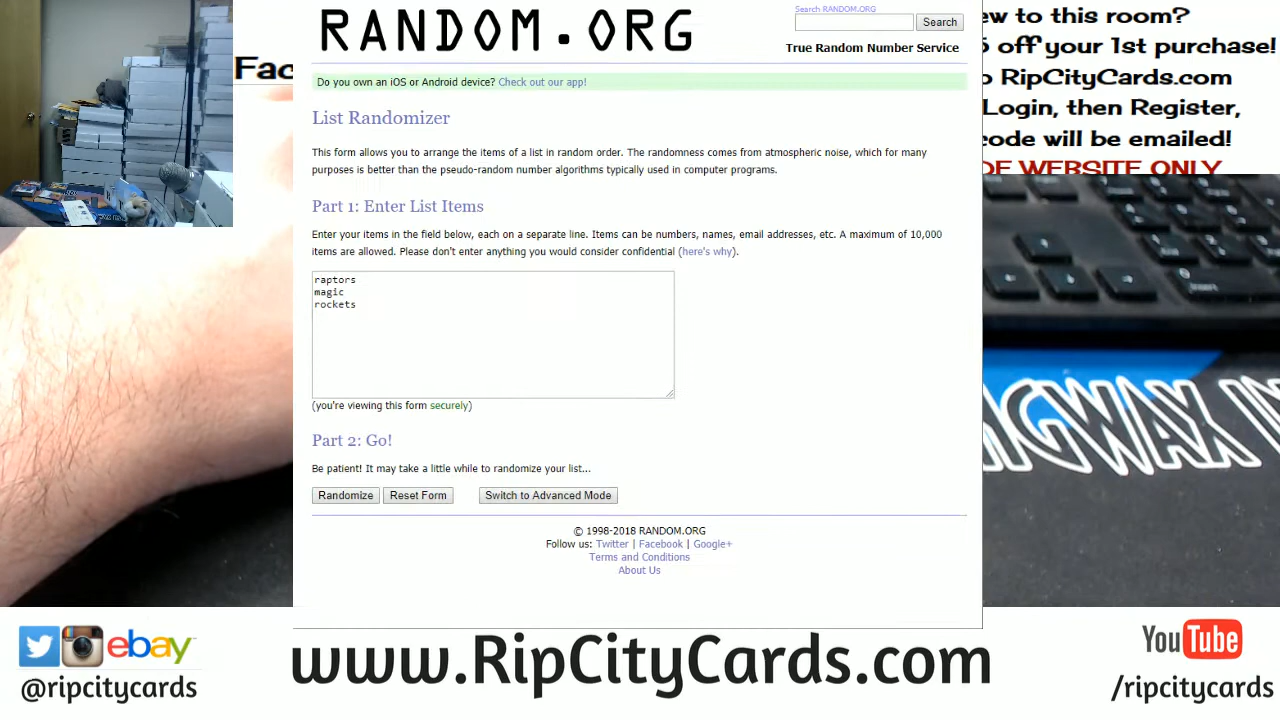 Fac
RANDOM.ORG
Search RANDOM.ORG
Search
True Random Number Service
Do you own an iOS or Android device? Check out our app!
List Randomizer
This form allows you to arrange the items of a list in random order. The randomness comes from atmospheric noise, which for many
purposes is better than the pseudo-random number algorithms typically used in computer programs.
Part 1: Enter List Items
Enter your items in the field below, each on a separate line. Items can be numbers, names, email addresses, etc. A maximum of 10,000
items are allowed. Please don't enter anything you would consider confidential (here's why).
raptors
magic
rockets
(you're viewing this form securely)
Part 2: Go!
Be patient! It may take a little while to randomize your list...
Randomize Reset Form Switch to Advanced Mode
© 1998-2018 RANDOM.ORG
Follow us: Twitter | Facebook | Google+
Terms and Conditions
About Us
ew to this room?
off your 1st purchase!
o RipCityCards.com
Login, then Register,
code will be emailed!
DE WEBSITE ONLY
GWAX
ebay
@ripcitycards
www.RipCityCards.com
YouTube
/ripcitycards